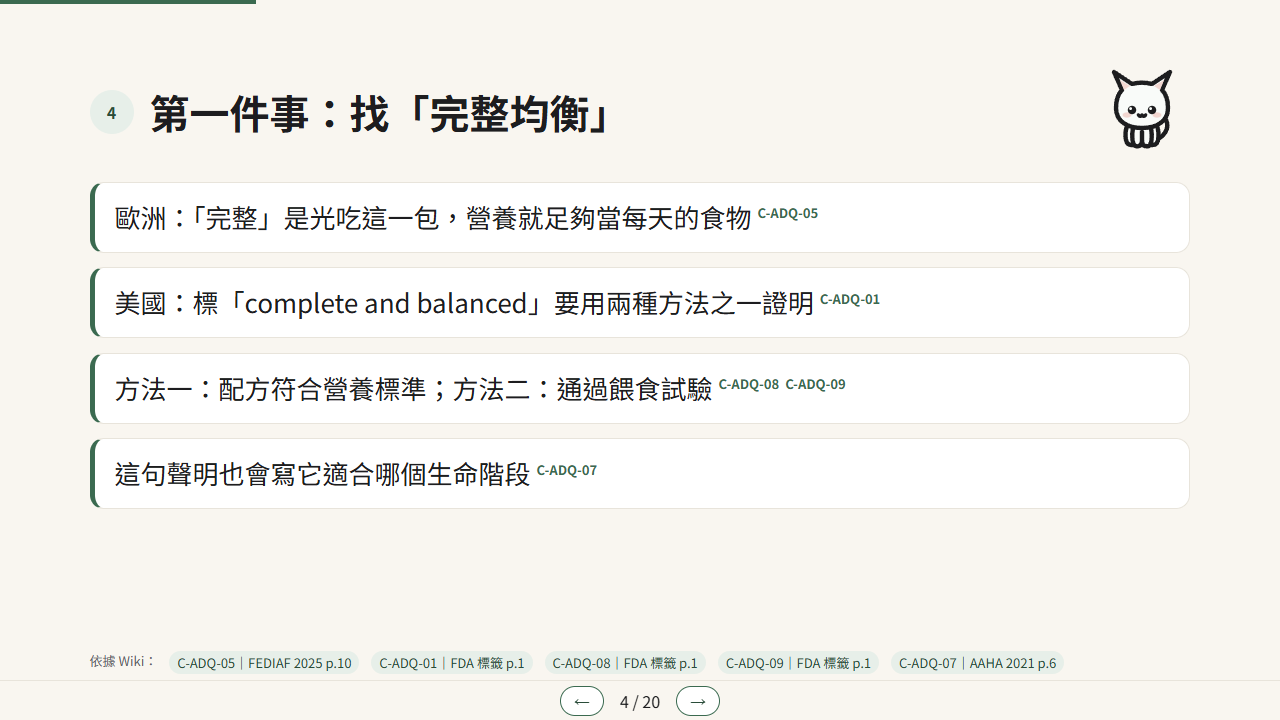 4
第一件事：找「完整均衡」
歐洲：「完整」是光吃這一包，營養就足夠當每天的食物 C-ADQ-05
美國：標「complete and balanced」要用兩種方法之一證明 C-ADQ-01
方法一：配方符合營養標準；方法二：通過餵食試驗 C-ADQ-08 C-ADQ-09
這句聲明也會寫它適合哪個生命階段 C-ADQ-07
依據 Wiki： C-ADQ-05｜FEDIAF 2025 p.10 C-ADQ-01｜FDA 標籤 p.1 C-ADQ-08｜FDA 標籤 p.1 C-ADQ-09｜FDA 標籤 p.1 C-ADQ-07｜AAHA 2021 p.6
← 4 / 20 →